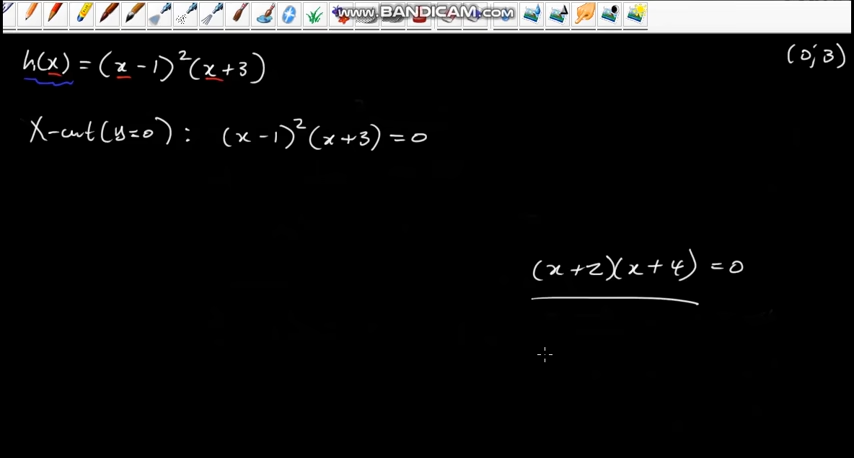 www.BANDICAM.com
h(x) = (x - 1)² (x + 3)
(0; 3)
X-cut (y=0) : (x - 1)² (x + 3) = 0
(x + 2)(x + 4) = 0